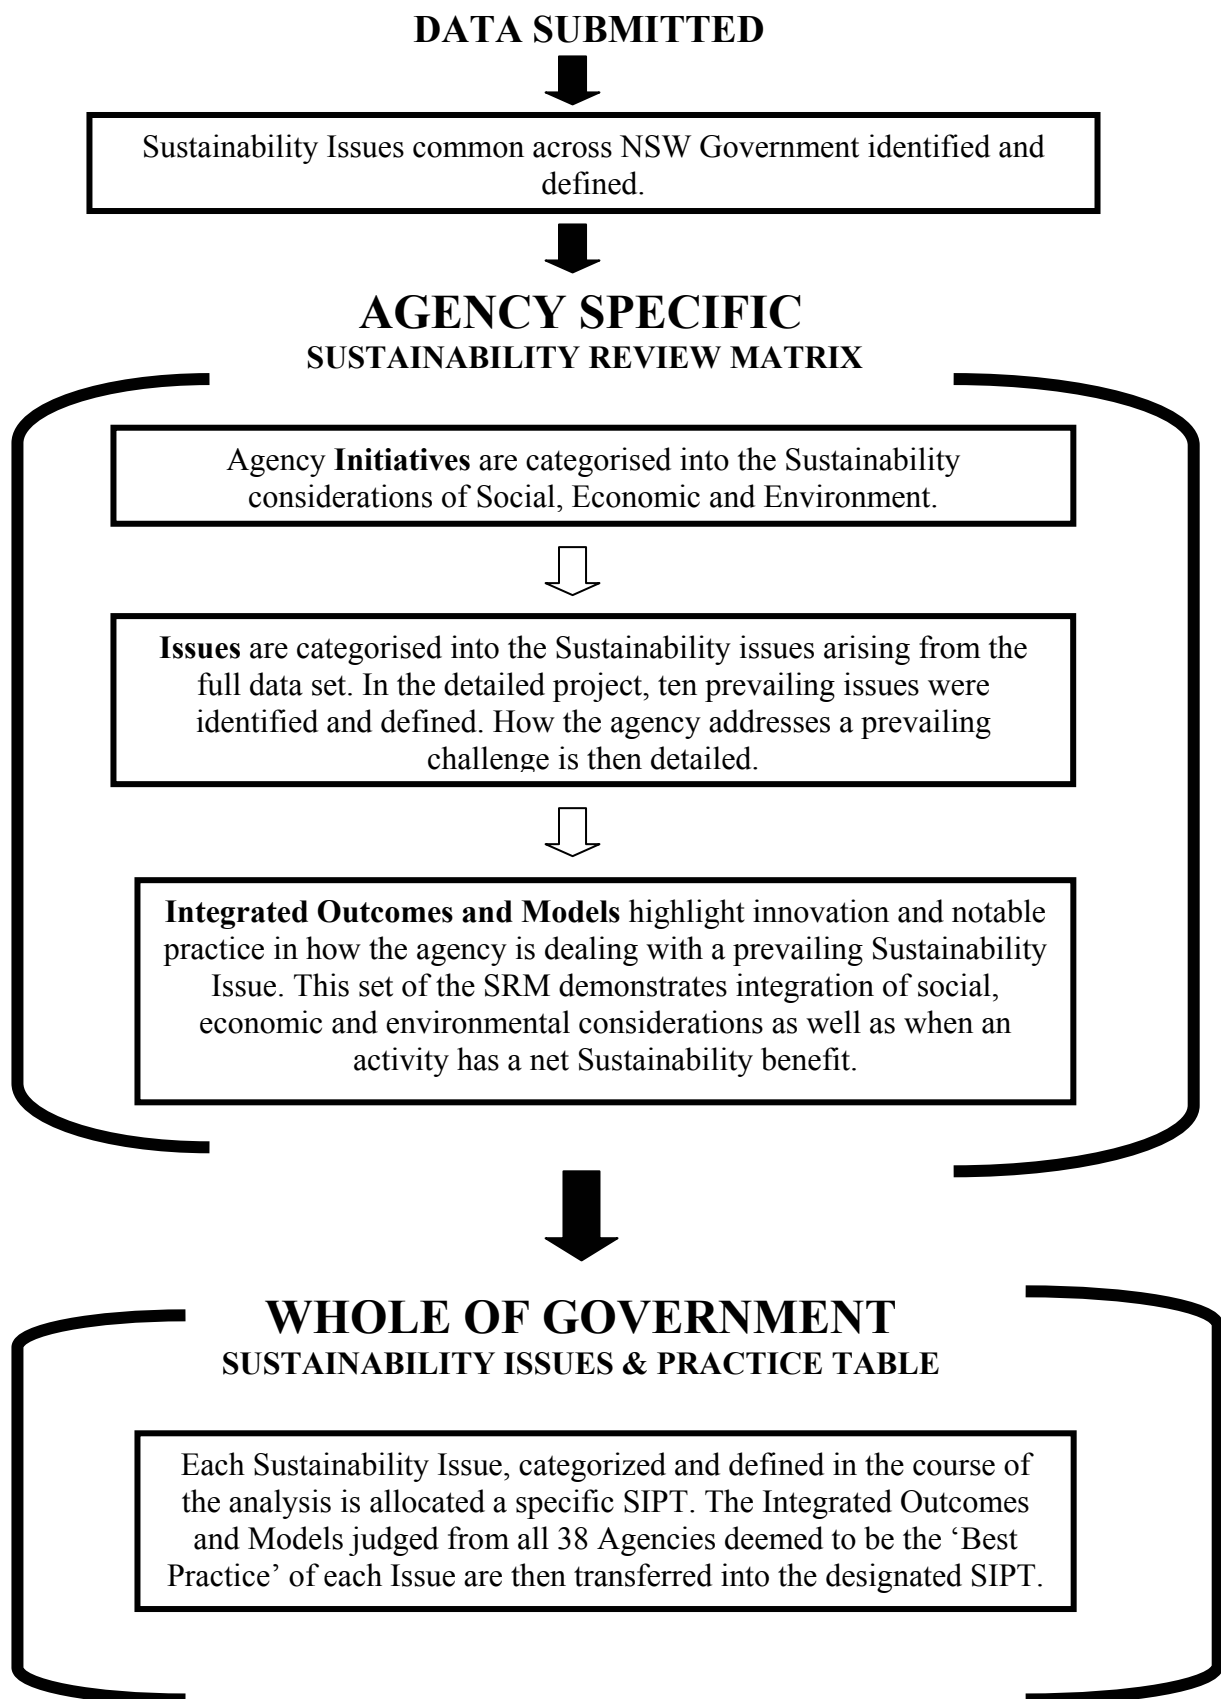 DATA SUBMITTED
Sustainability Issues common across NSW Government identified and
defined.
AGENCY SPECIFIC
SUSTAINABILITY REVIEW MATRIX
Agency Initiatives are categorised into the Sustainability
considerations of Social, Economic and Environment.
Issues are categorised into the Sustainability issues arising from the
full data set. In the detailed project, ten prevailing issues were
identified and defined. How the agency addresses a prevailing
challenge is then detailed.
Integrated Outcomes and Models highlight innovation and notable
practice in how the agency is dealing with a prevailing Sustainability
Issue. This set of the SRM demonstrates integration of social,
economic and environmental considerations as well as when an
activity has a net Sustainability benefit.
WHOLE OF GOVERNMENT
SUSTAINABILITY ISSUES & PRACTICE TABLE
Each Sustainability Issue, categorized and defined in the course of
the analysis is allocated a specific SIPT. The Integrated Outcomes
and Models judged from all 38 Agencies deemed to be the ‘Best
Practice’ of each Issue are then transferred into the designated SIPT.